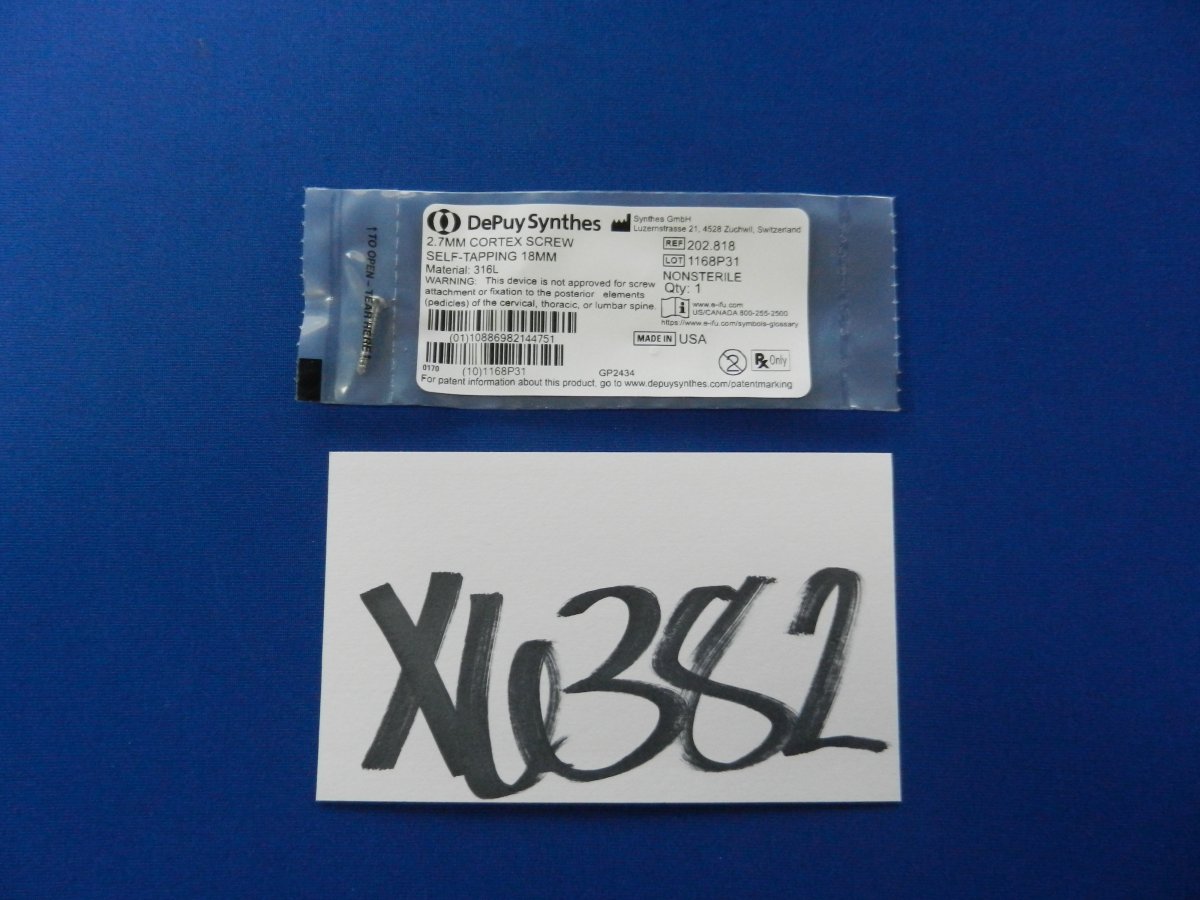 DePuy Synthes
Synthes GmbH
Luzernstrasse 21, 4528 Zuchwil, Switzerland
2.7MM CORTEX SCREW
SELF-TAPPING 18MM
Material: 316L
WARNING: This device is not approved for screw
attachment or fixation to the posterior elements
(pedicles) of the cervical, thoracic, or lumbar spine.
REF 202.818
LOT 1168P31
NONSTERILE
Qty: 1
www.e-ifu.com
US/CANADA 800-255-2500
https://www.e-ifu.com/symbols-glossary
(01)10886982144751
MADE IN USA
0170
(10)1168P31
GP2434
2
Rx Only
For patent information about this product, go to www.depuysynthes.com/patentmarking
TO OPEN - TEAR HERE
X6382